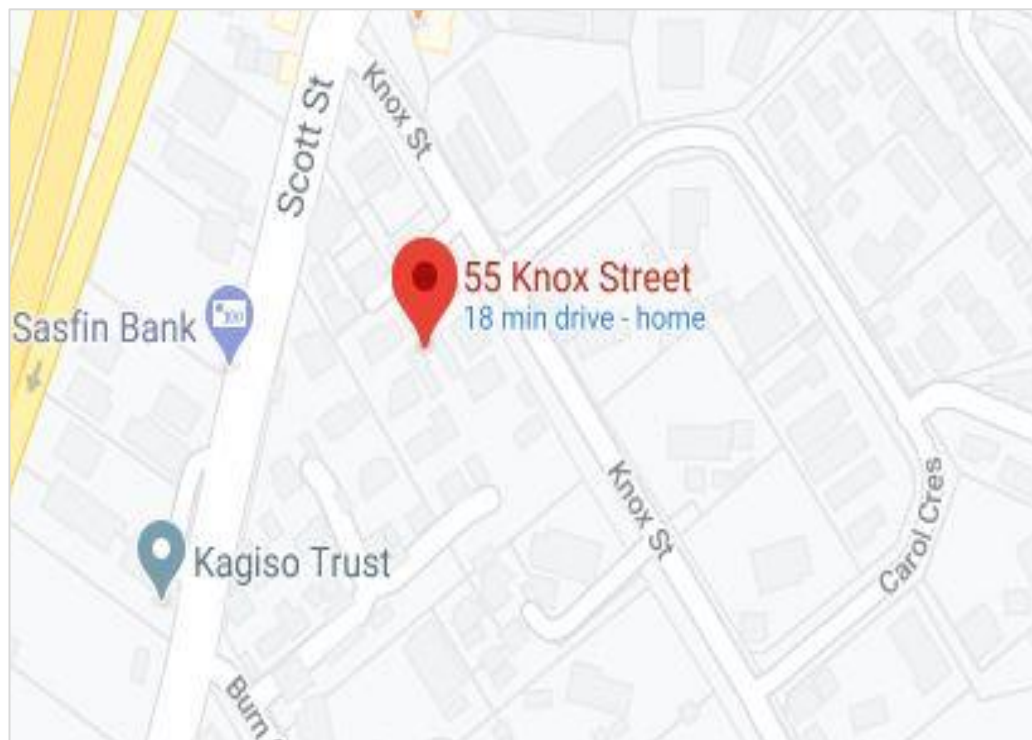 Knox St
Scott St
55 Knox Street
18 min drive - home
Sasfin Bank
Knox St
Carol Cres
Kagiso Trust